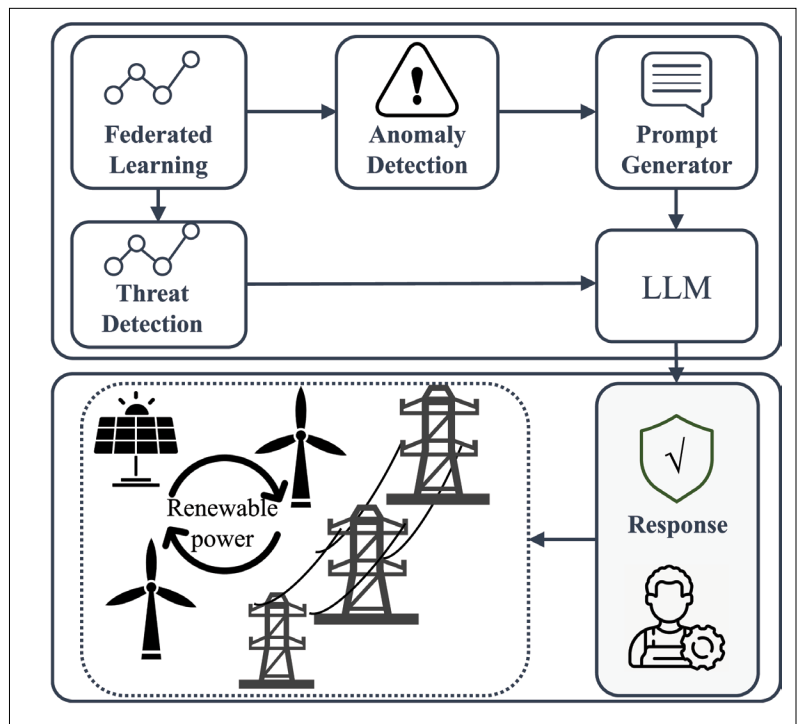 Federated
Learning
Anomaly
Detection
Prompt
Generator
Threat
Detection
LLM
Renewable
power
√
Response